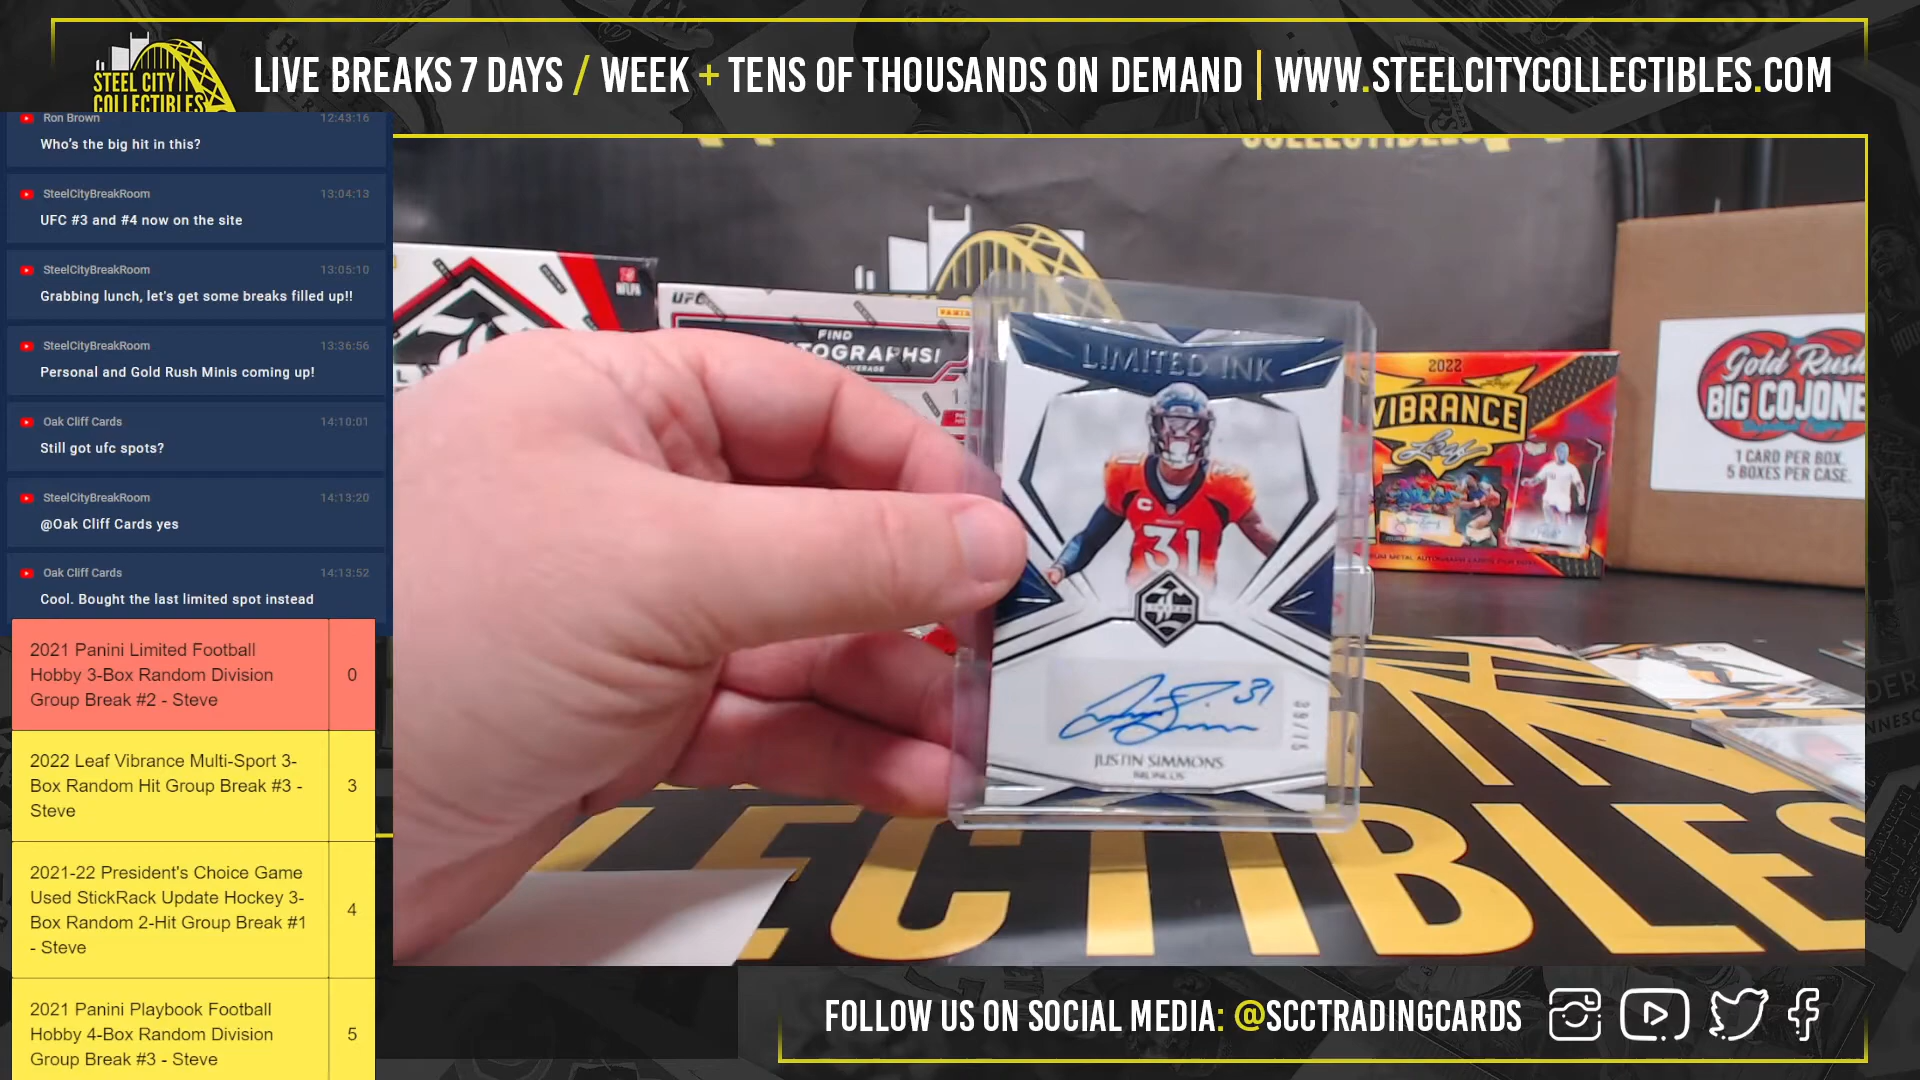 STEEL CITY
COLLECTIBLES
LIVE BREAKS 7 DAYS / WEEK + TENS OF THOUSANDS ON DEMAND | WWW.STEELCITYCOLLECTIBLES.COM
Ron Brown 12:43:16
Who's the big hit in this?
SteelCityBreakRoom 13:04:13
UFC #3 and #4 now on the site
SteelCityBreakRoom 13:05:10
Grabbing lunch, let's get some breaks filled up!!
SteelCityBreakRoom 13:36:56
Personal and Gold Rush Minis coming up!
Oak Cliff Cards 14:10:01
Still got ufc spots?
SteelCityBreakRoom 14:13:20
@Oak Cliff Cards yes
Oak Cliff Cards 14:13:52
Cool. Bought the last limited spot instead
2021 Panini Limited Football
Hobby 3-Box Random Division
Group Break #2 - Steve
0
2022 Leaf Vibrance Multi-Sport 3-
Box Random Hit Group Break #3 -
Steve
3
2021-22 President's Choice Game
Used StickRack Update Hockey 3-
Box Random 2-Hit Group Break #1
- Steve
4
2021 Panini Playbook Football
Hobby 4-Box Random Division
Group Break #3 - Steve
5
NFLPA
UFC
PANINI
FIND
TOGRAPHS!
LIMITED INK
31
LIMITED
31
JUSTIN SIMMONS
BRONCOS
2022
VIBRANCE
Leaf
Gold Rush
BIG COJONE
1 CARD PER BOX.
5 BOXES PER CASE.
LECTIBLES
FOLLOW US ON SOCIAL MEDIA: @SCCTRADINGCARDS